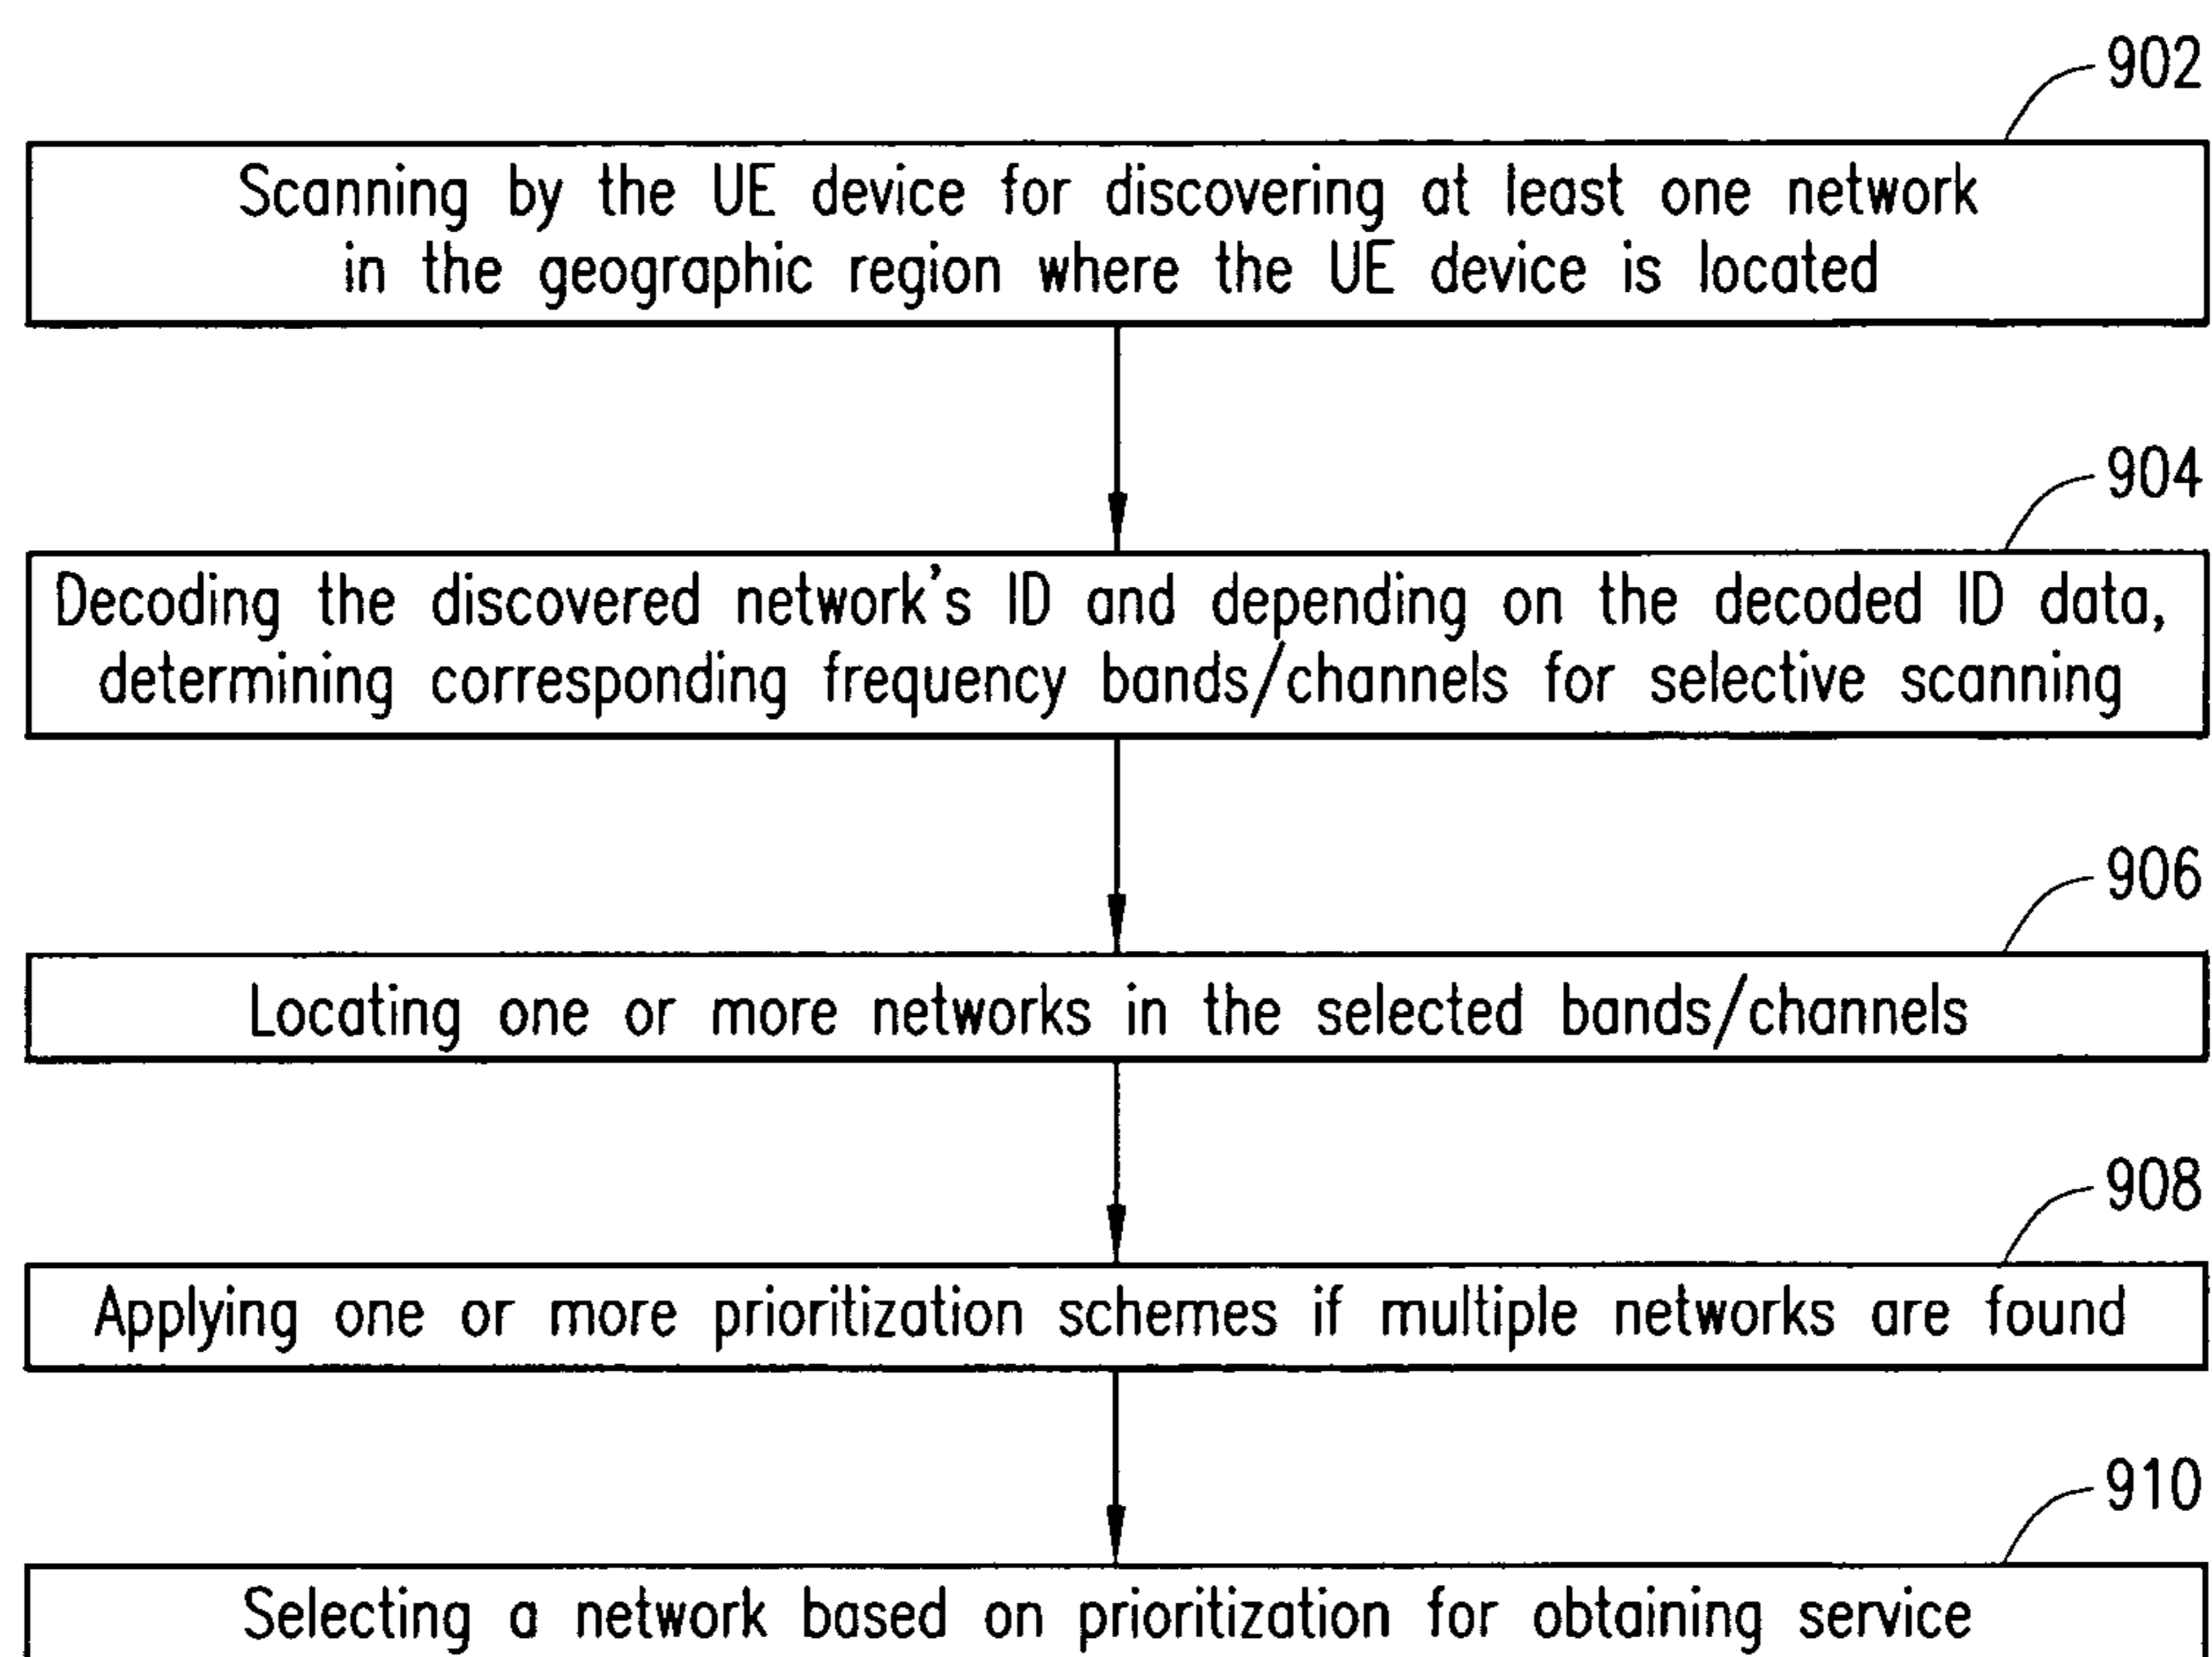 902
Scanning by the UE device for discovering at least one network
in the geographic region where the UE device is located
904
Decoding the discovered network's ID and depending on the decoded ID data,
determining corresponding frequency bands/channels for selective scanning
906
Locating one or more networks in the selected bands/channels
908
Applying one or more prioritization schemes if multiple networks are found
910
Selecting a network based on prioritization for obtaining service